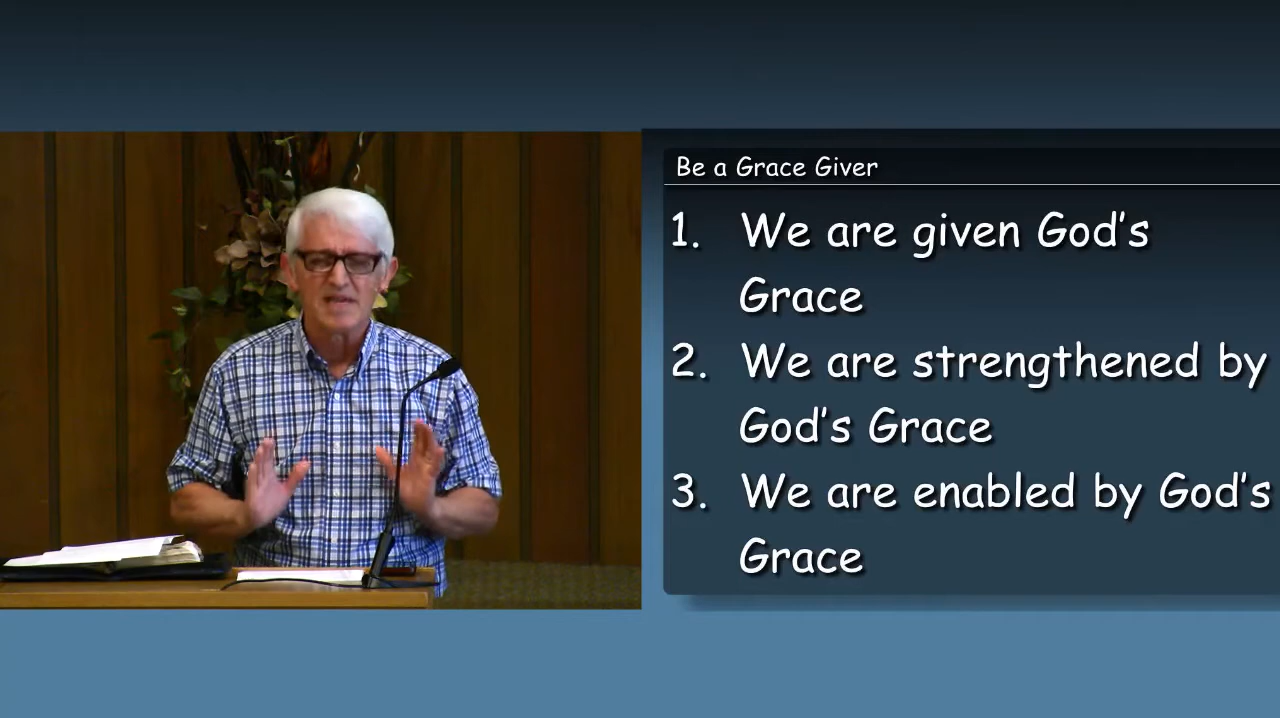 Be a Grace Giver
1. We are given God's
Grace
2. We are strengthened by
God's Grace
3. We are enabled by God's
Grace